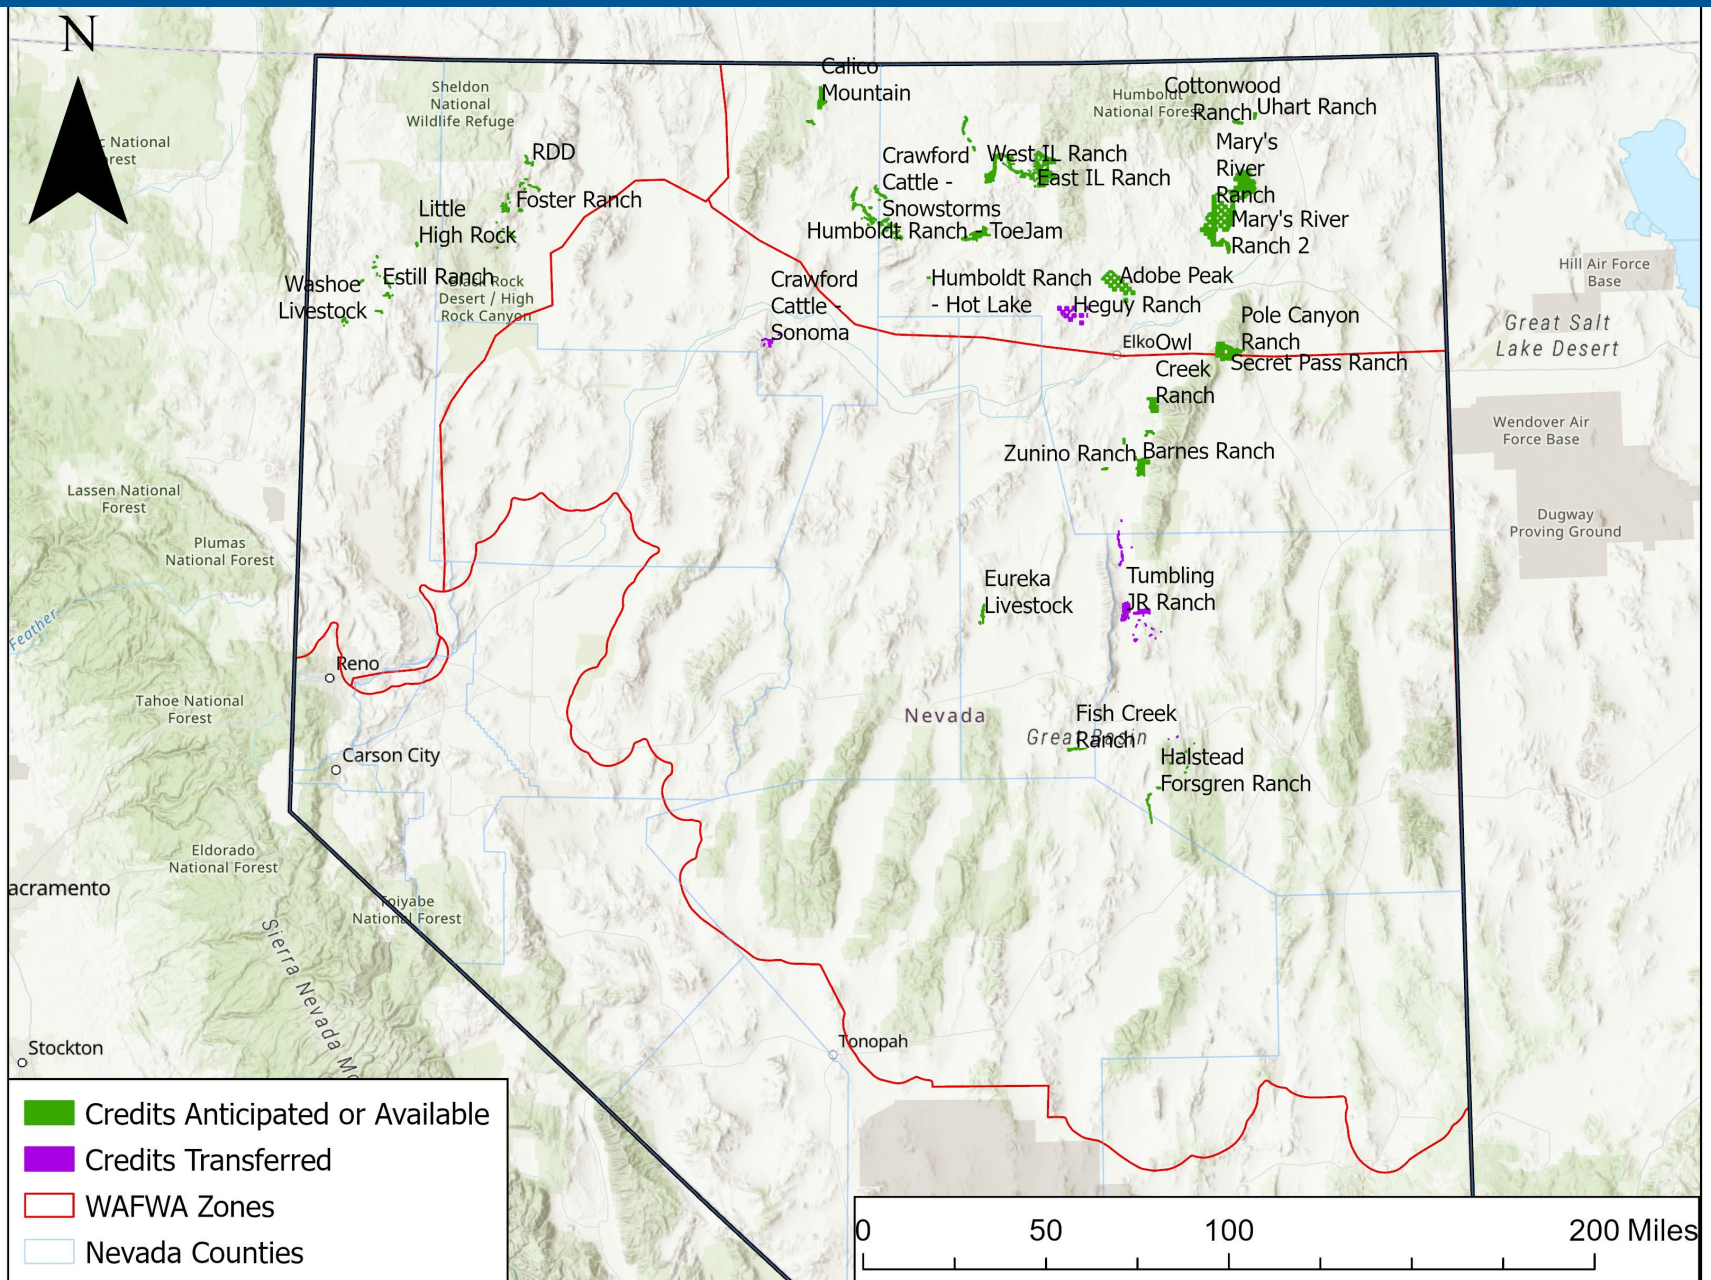 N
Calico
Mountain
Sheldon
National
Wildlife Refuge
Humboldt
National Forest
Cottonwood
Ranch
Uhart Ranch
c National
orest
RDD
Mary's
River
Ranch
Crawford
Cattle -
Snowstorms
West IL Ranch
East IL Ranch
Foster Ranch
Little
High Rock
Humboldt Ranch - ToeJam
Mary's River
Ranch 2
Washoe
Livestock
Estill Ranch
Black Rock
Desert / High
Rock Canyon
Crawford
Cattle -
Sonoma
Humboldt Ranch
- Hot Lake
Adobe Peak
Heguy Ranch
Hill Air Force
Base
Great Salt
Lake Desert
Pole Canyon
Ranch
Elko
Owl
Creek
Ranch
Secret Pass Ranch
Wendover Air
Force Base
Zunino Ranch
Barnes Ranch
Lassen National
Forest
Dugway
Proving Ground
Plumas
National Forest
Eureka
Livestock
Tumbling
JR Ranch
Feather
Reno
Tahoe National
Forest
Nevada
Fish Creek
Ranch
Great Basin
Carson City
Halstead
Forsgren Ranch
Eldorado
National Forest
acramento
Toiyabe
National Forest
Sierra Nevada Mo
Stockton
Tonopah
Credits Anticipated or Available
Credits Transferred
WAFWA Zones
Nevada Counties
0 50 100 200 Miles